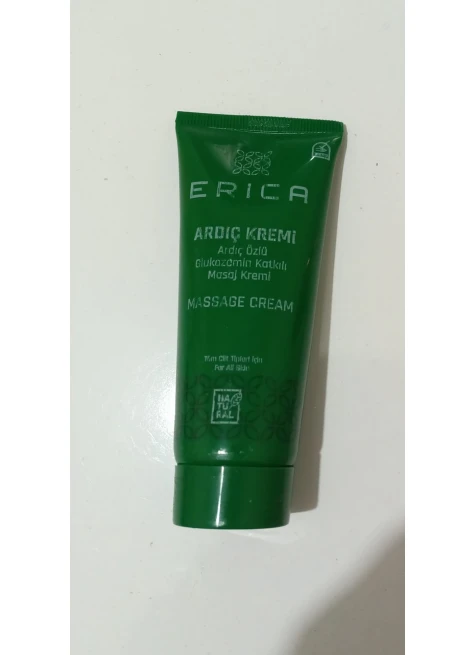 ERICA
ARDIÇ KREMİ
Ardıç Özlü
Glukozamin Katkılı
Masaj Kremi
MASSAGE CREAM
Tüm Cilt Tipleri İçin
For All Skin
NA
TU
RAL